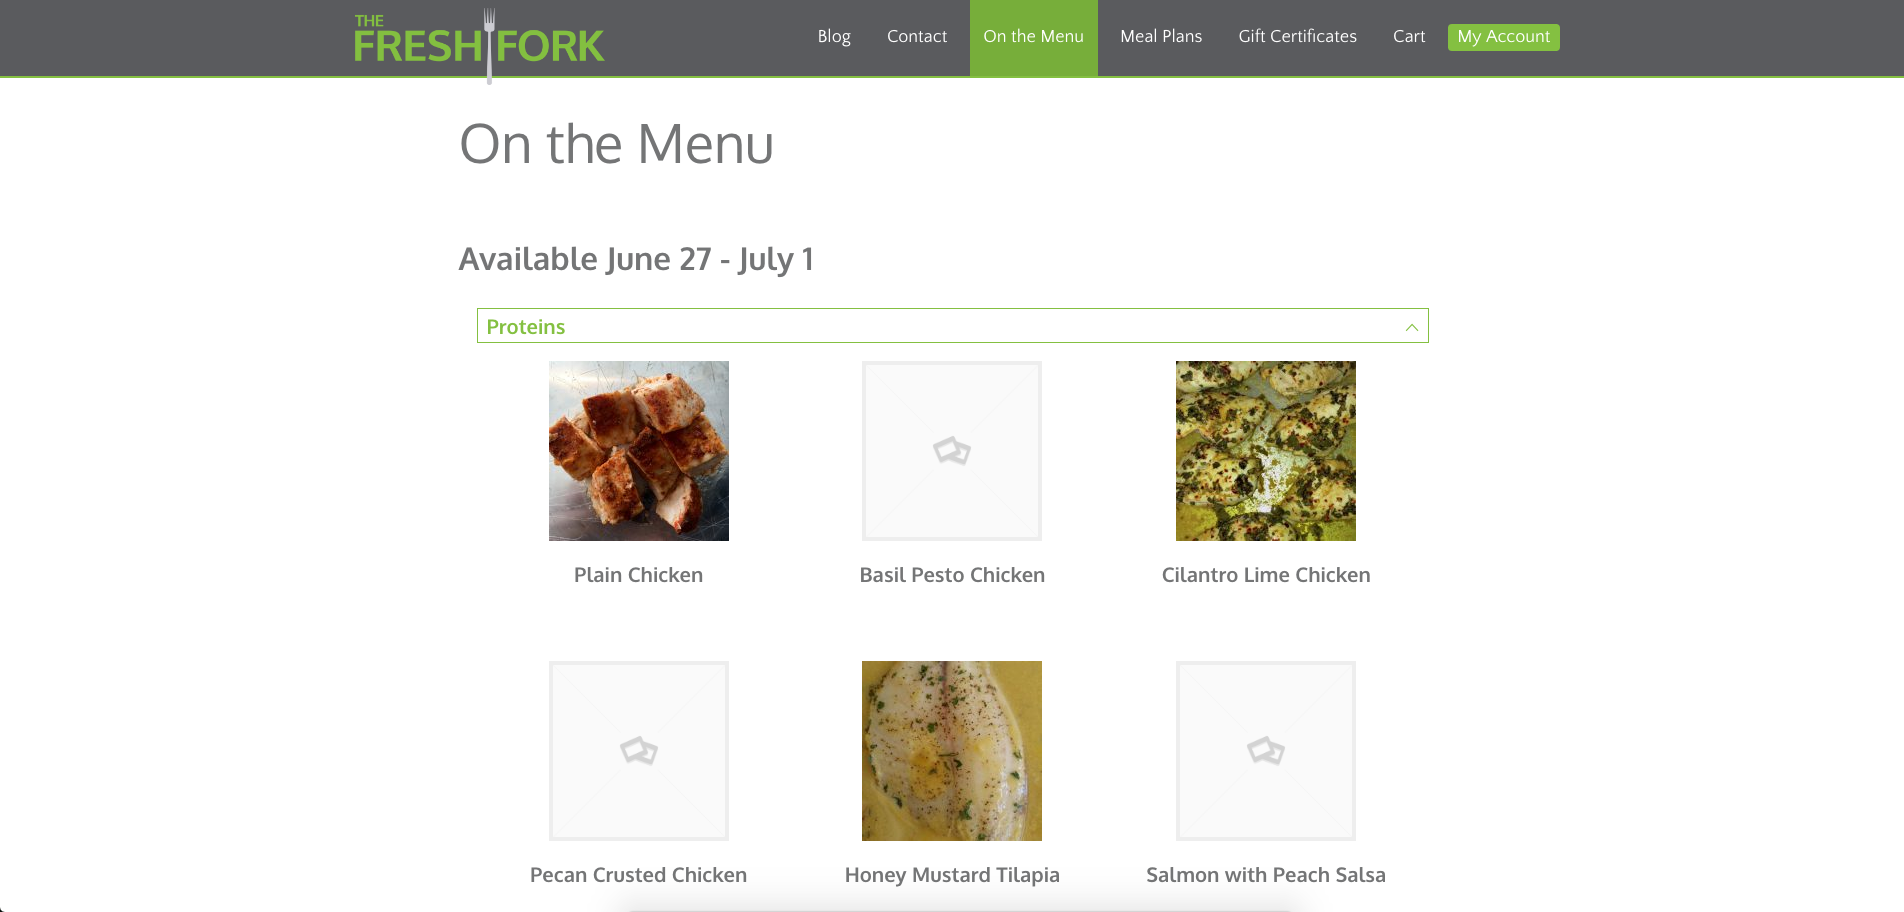 THE
FRESH FORK
Blog
Contact
On the Menu
Meal Plans
Gift Certificates
Cart
My Account
On the Menu
Available June 27 - July 1
Proteins
Plain Chicken
Basil Pesto Chicken
Cilantro Lime Chicken
Pecan Crusted Chicken
Honey Mustard Tilapia
Salmon with Peach Salsa